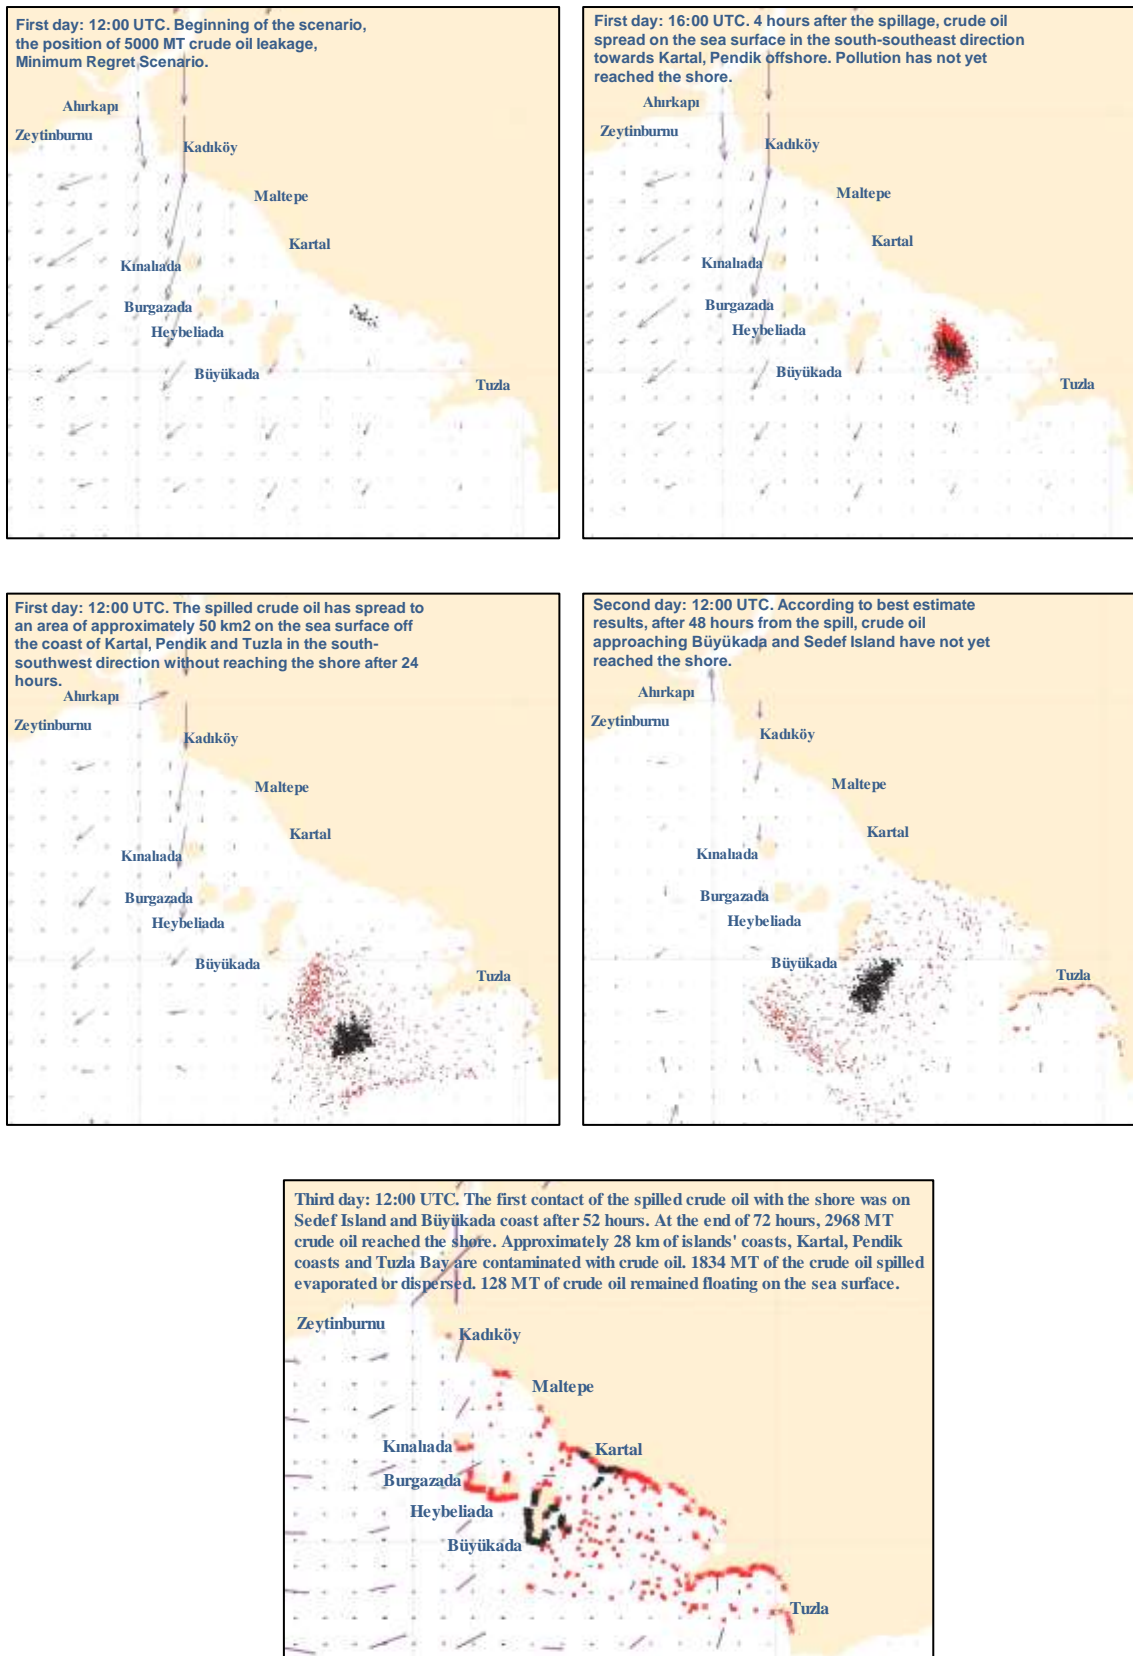 First day: 12:00 UTC. Beginning of the scenario,
the position of 5000 MT crude oil leakage,
Minimum Regret Scenario.
Ahırkapı
Zeytinburnu
Kadıköy
Maltepe
Kartal
Kınalıada
Burgazada
Heybeliada
Büyükada
Tuzla
First day: 16:00 UTC. 4 hours after the spillage, crude oil
spread on the sea surface in the south-southeast direction
towards Kartal, Pendik offshore. Pollution has not yet
reached the shore.
Ahırkapı
Zeytinburnu
Kadıköy
Maltepe
Kartal
Kınalıada
Burgazada
Heybeliada
Büyükada
Tuzla
First day: 12:00 UTC. The spilled crude oil has spread to
an area of approximately 50 km2 on the sea surface off
the coast of Kartal, Pendik and Tuzla in the south-
southwest direction without reaching the shore after 24
hours.
Ahırkapı
Zeytinburnu
Kadıköy
Maltepe
Kartal
Kınalıada
Burgazada
Heybeliada
Büyükada
Tuzla
Second day: 12:00 UTC. According to best estimate
results, after 48 hours from the spill, crude oil
approaching Büyükada and Sedef Island have not yet
reached the shore.
Ahırkapı
Zeytinburnu
Kadıköy
Maltepe
Kartal
Kınalıada
Burgazada
Heybeliada
Büyükada
Tuzla
Third day: 12:00 UTC. The first contact of the spilled crude oil with the shore was on
Sedef Island and Büyükada coast after 52 hours. At the end of 72 hours, 2968 MT
crude oil reached the shore. Approximately 28 km of islands' coasts, Kartal, Pendik
coasts and Tuzla Bay are contaminated with crude oil. 1834 MT of the crude oil spilled
evaporated or dispersed. 128 MT of crude oil remained floating on the sea surface.
Zeytinburnu
Kadıköy
Maltepe
Kınalıada
Kartal
Burgazada
Heybeliada
Büyükada
Tuzla